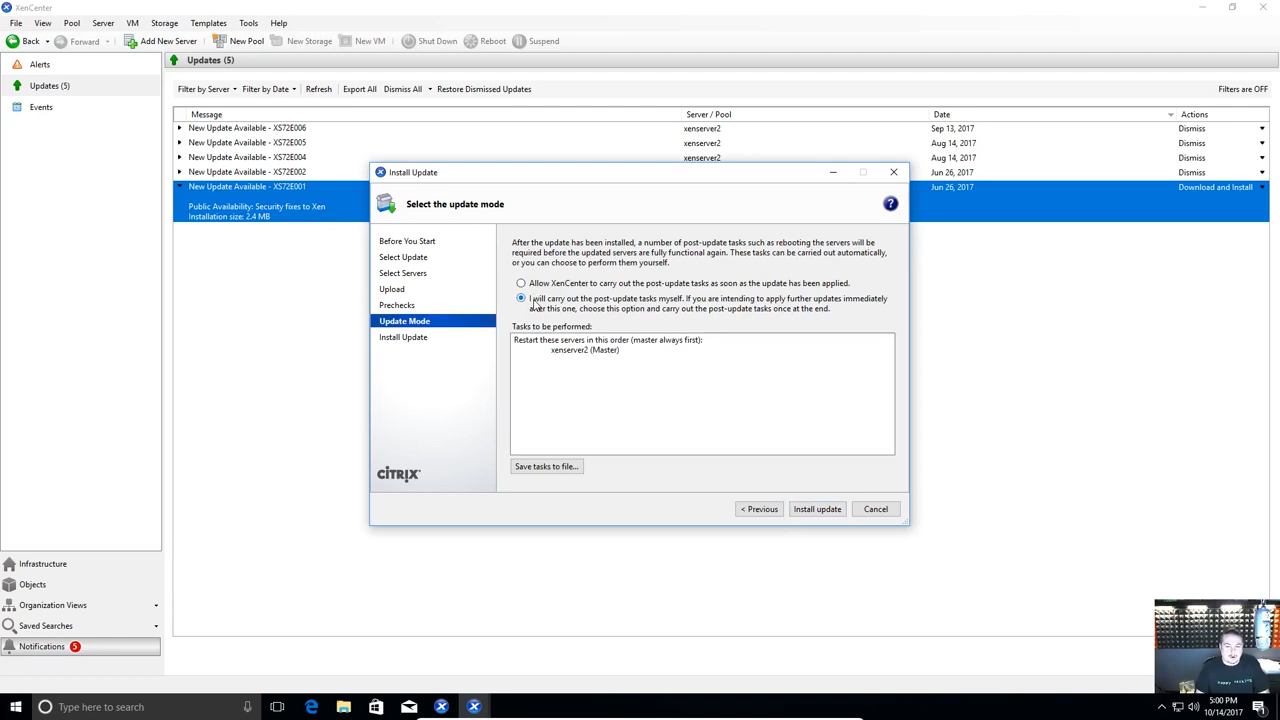 XenCenter
File View Pool Server VM Storage Templates Tools Help
Back Forward Add New Server New Pool New Storage New VM Shut Down Reboot Suspend
Alerts
Updates (5)
Events
Updates (5)
Filter by Server Filter by Date Refresh Export All Dismiss All Restore Dismissed Updates Filters are OFF
Message Server / Pool Date Actions
New Update Available - XS72E006 xenserver2 Sep 13, 2017 Dismiss
New Update Available - XS72E005 xenserver2 Aug 14, 2017 Dismiss
New Update Available - XS72E004 xenserver2 Aug 14, 2017 Dismiss
New Update Available - XS72E002 Jun 26, 2017 Dismiss
New Update Available - XS72E001 Jun 26, 2017 Download and Install
Public Availability: Security fixes to Xen
Installation size: 2.4 MB
Install Update
Select the update mode
?
Before You Start
Select Update
Select Servers
Upload
Prechecks
Update Mode
Install Update
CITRIX
After the update has been installed, a number of post-update tasks such as rebooting the servers will be
required before the updated servers are fully functional again. These tasks can be carried out automatically,
or you can choose to perform them yourself.
Allow XenCenter to carry out the post-update tasks as soon as the update has been applied.
I will carry out the post-update tasks myself. If you are intending to apply further updates immediately
after this one, choose this option and carry out the post-update tasks once at the end.
Tasks to be performed:
Restart these servers in this order (master always first):
xenserver2 (Master)
Save tasks to file...
< Previous Install update Cancel
Infrastructure
Objects
Organization Views
Saved Searches
Notifications 5
Type here to search
5:00 PM
10/14/2017
1